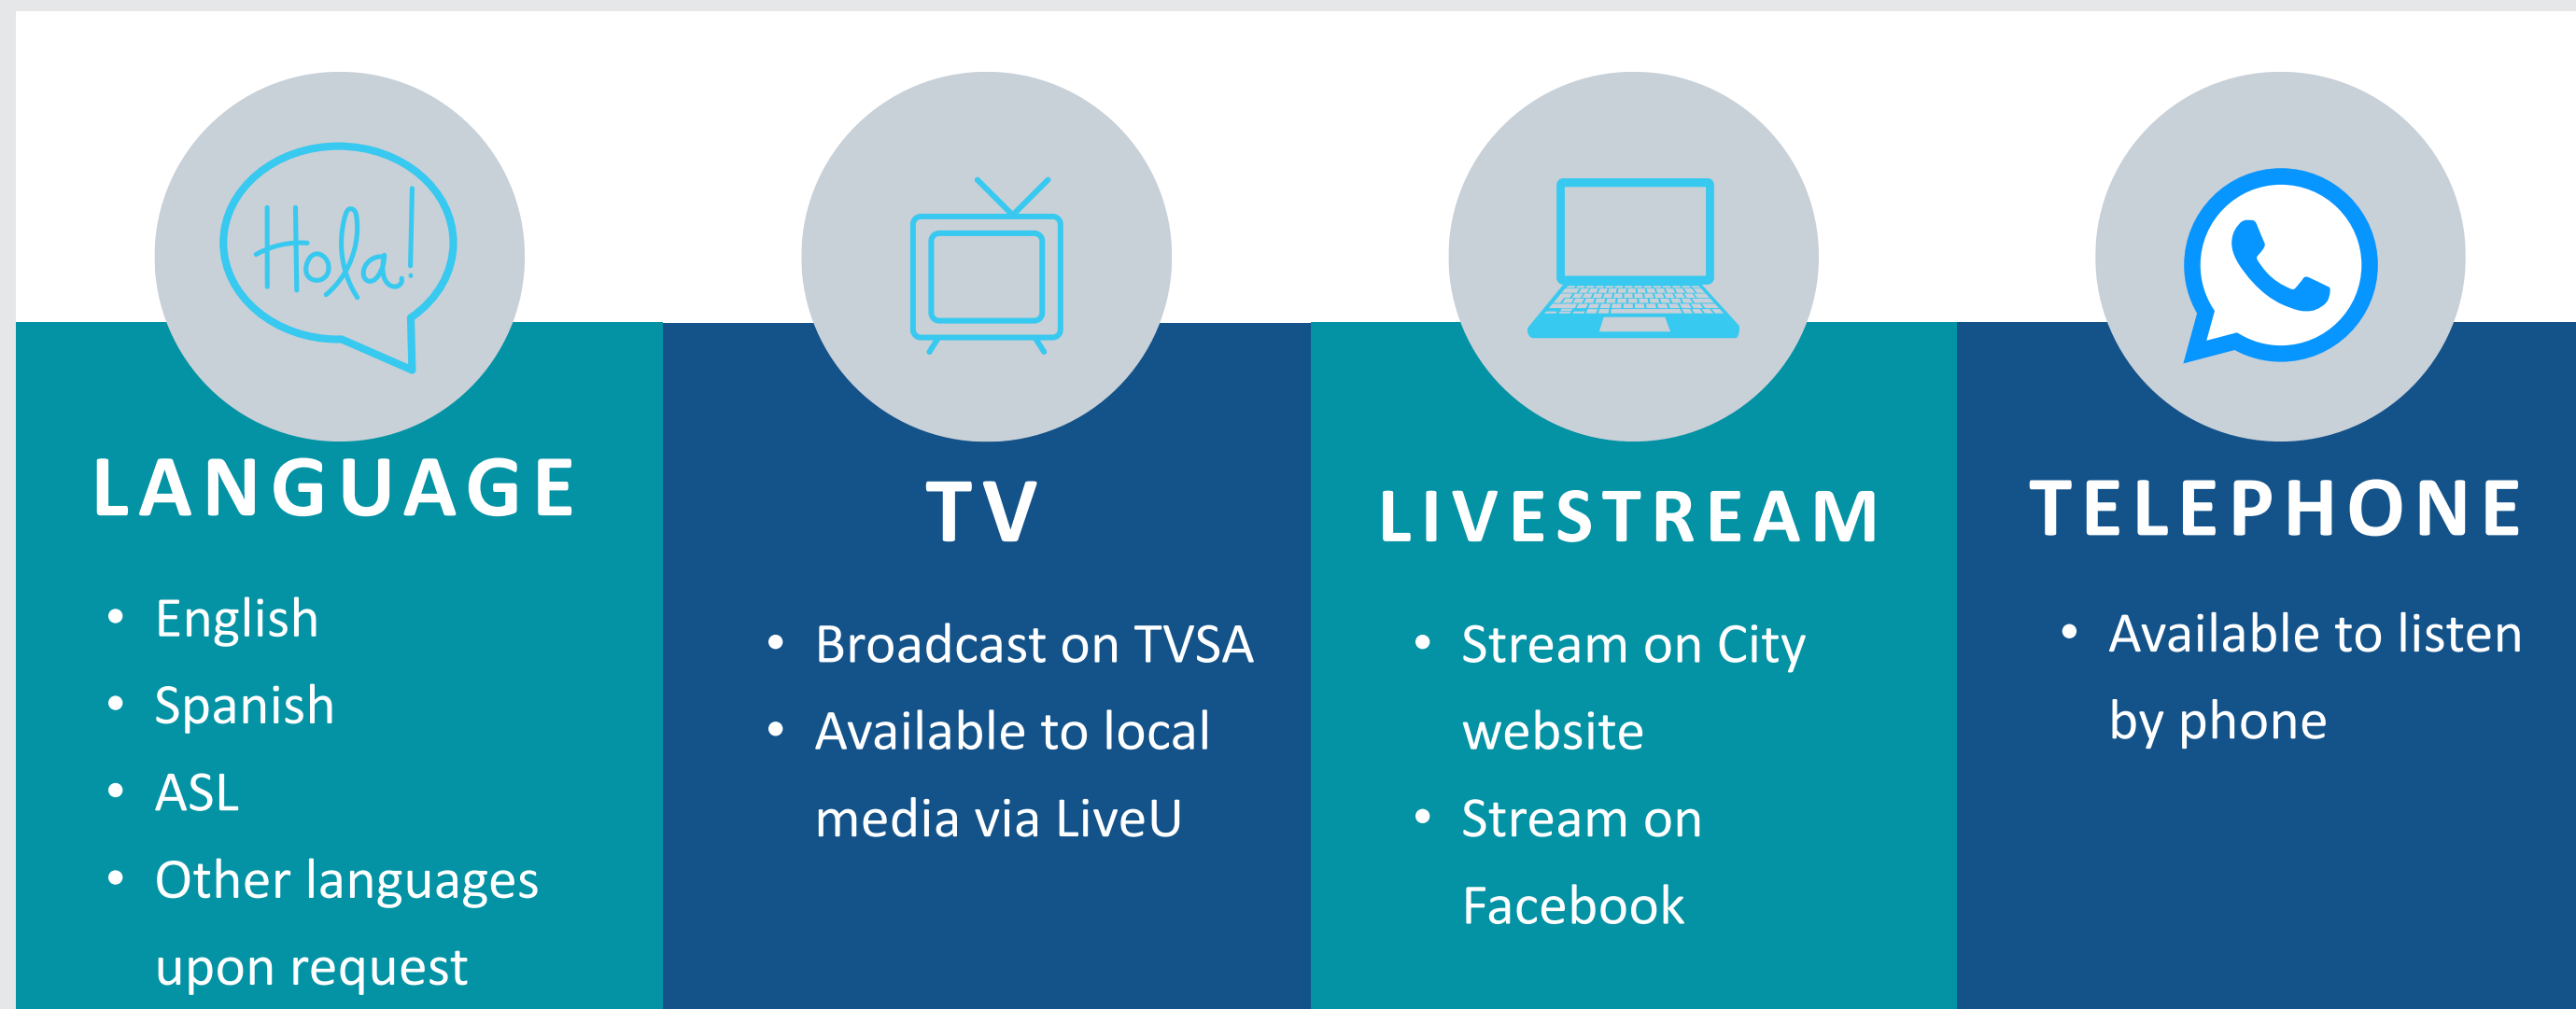 Hola!
LANGUAGE
• English
• Spanish
• ASL
• Other languages
upon request
TV
• Broadcast on TVSA
• Available to local
media via LiveU
LIVESTREAM
• Stream on City
website
• Stream on
Facebook
TELEPHONE
• Available to listen
by phone